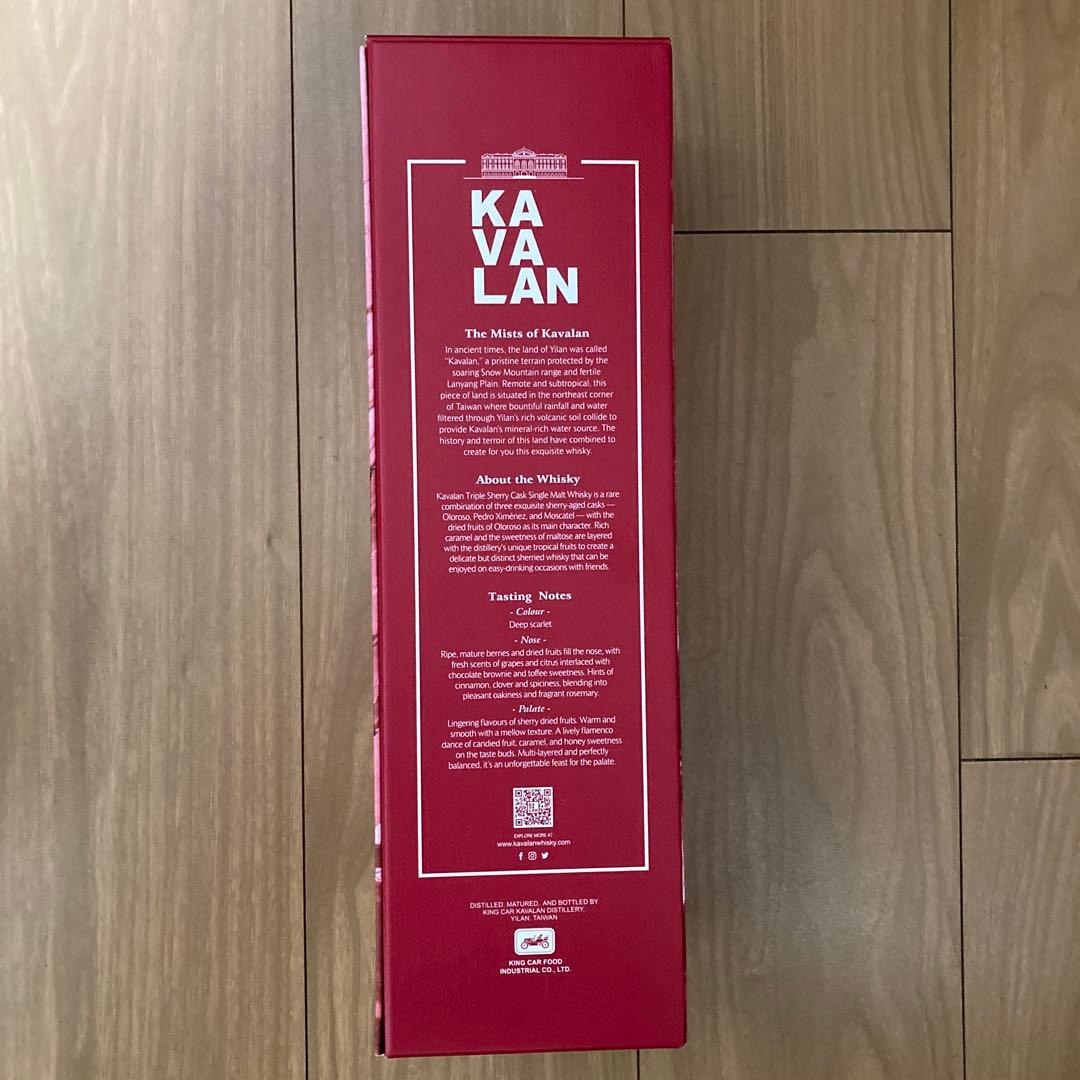 KA
VA
LAN
The Mists of Kavalan
In ancient times, the land of Yilan was called
"Kavalan," a pristine terrain protected by the
soaring Snow Mountain range and fertile
Lanyang Plain. Remote and subtropical, this
piece of land is situated in the northeast corner
of Taiwan where bountiful rainfall and water
filtered through Yilan's rich volcanic soil collide to
provide Kavalan's mineral-rich water source. The
history and terroir of this land have combined to
create for you this exquisite whisky.
About the Whisky
Kavalan Triple Sherry Cask Single Malt Whisky is a rare
combination of three exquisite sherry-aged casks —
Oloroso, Pedro Ximénez, and Moscatel — with the
dried fruits of Oloroso as its main character. Rich
caramel and the sweetness of maltose are layered
with the distillery's unique tropical fruits to create a
delicate but distinct sherried whisky that can be
enjoyed on easy-drinking occasions with friends.
Tasting Notes
- Colour -
Deep scarlet
- Nose -
Ripe, mature berries and dried fruits fill the nose, with
fresh scents of grapes and citrus interlaced with
chocolate brownie and toffee sweetness. Hints of
cinnamon, clover and spiciness, blending into
pleasant oakiness and fragrant rosemary.
- Palate -
Lingering flavours of sherry dried fruits. Warm and
smooth with a mellow texture. A lively flamenco
dance of candied fruit, caramel, and honey sweetness
on the taste buds. Multi-layered and perfectly
balanced, it's an unforgettable feast for the palate.
EXPLORE MORE AT
www.kavalanwhisky.com
DISTILLED, MATURED, AND BOTTLED BY
KING CAR KAVALAN DISTILLERY,
YILAN, TAIWAN
KING CAR FOOD
INDUSTRIAL CO., LTD.